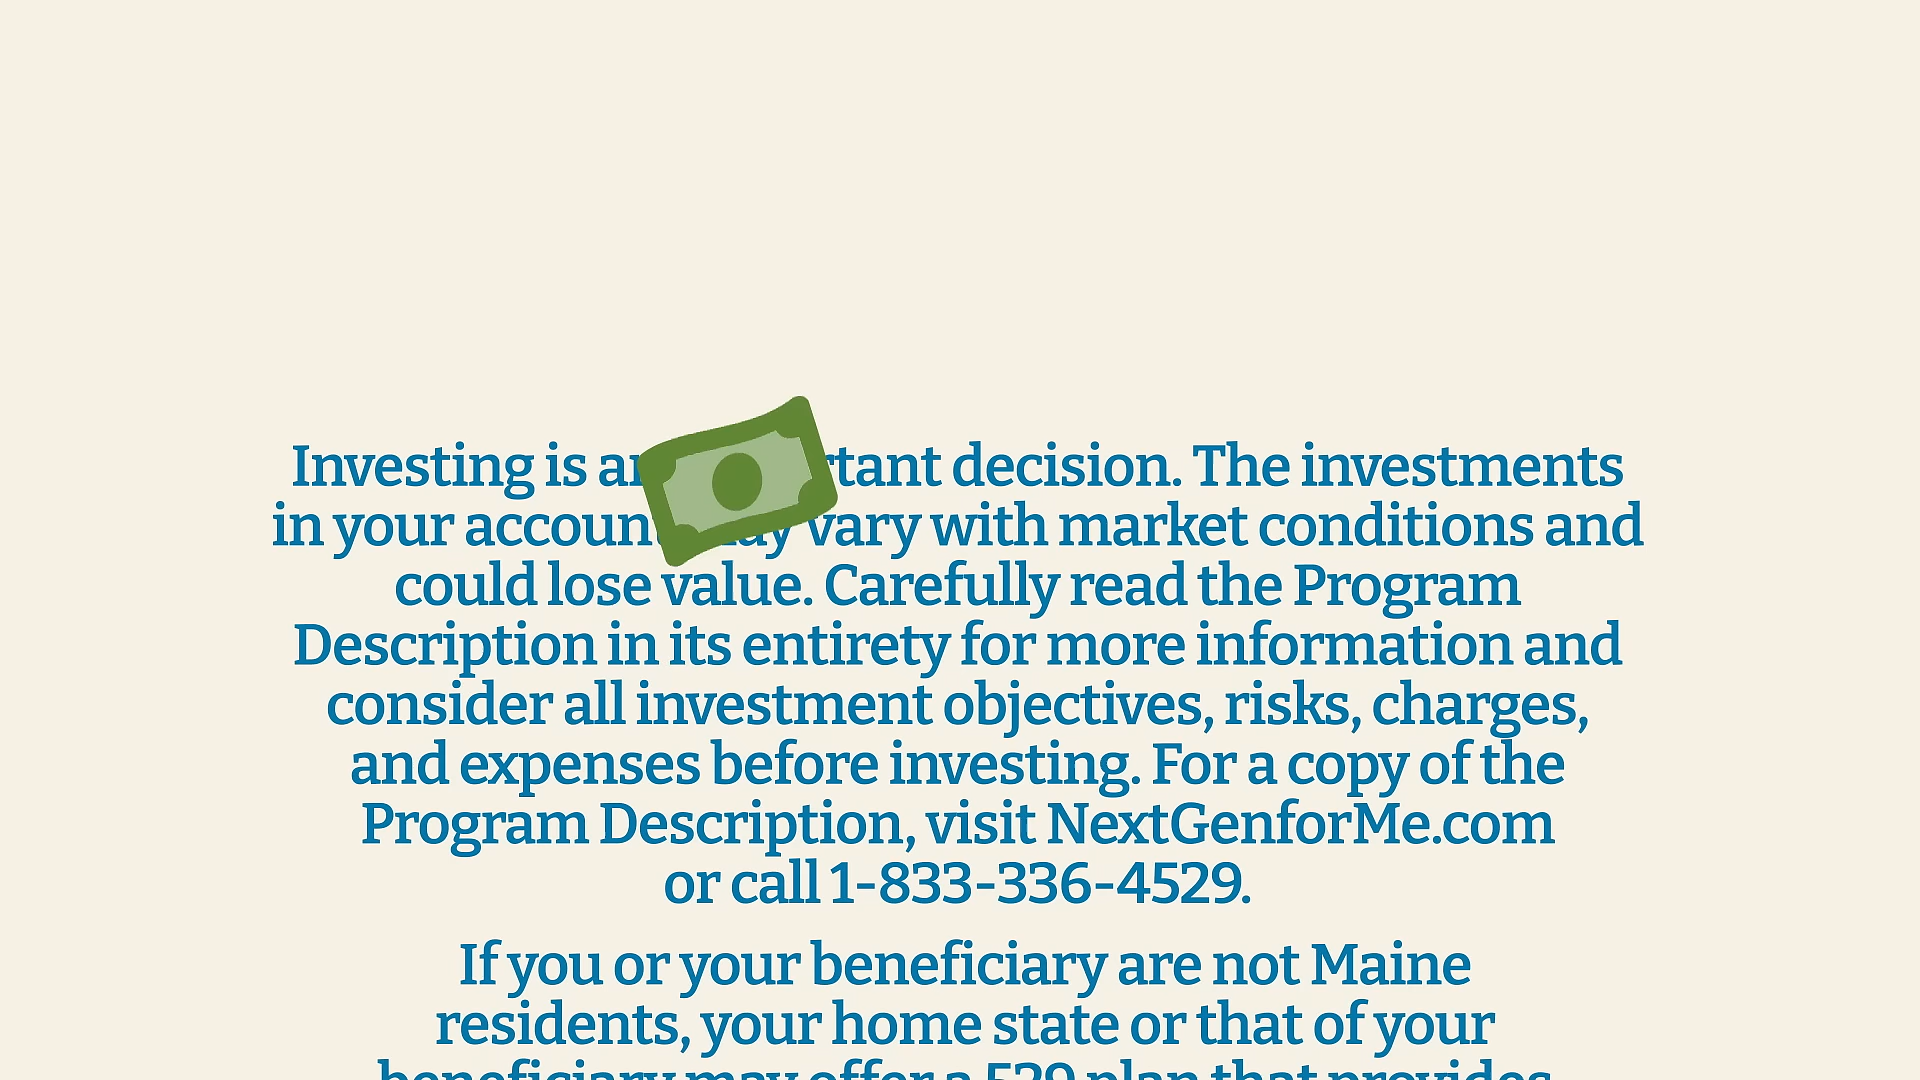 Investing is an important decision. The investments
in your account may vary with market conditions and
could lose value. Carefully read the Program
Description in its entirety for more information and
consider all investment objectives, risks, charges,
and expenses before investing. For a copy of the
Program Description, visit NextGenforMe.com
or call 1-833-336-4529.
If you or your beneficiary are not Maine
residents, your home state or that of your
beneficiary may offer a 529 plan that provides